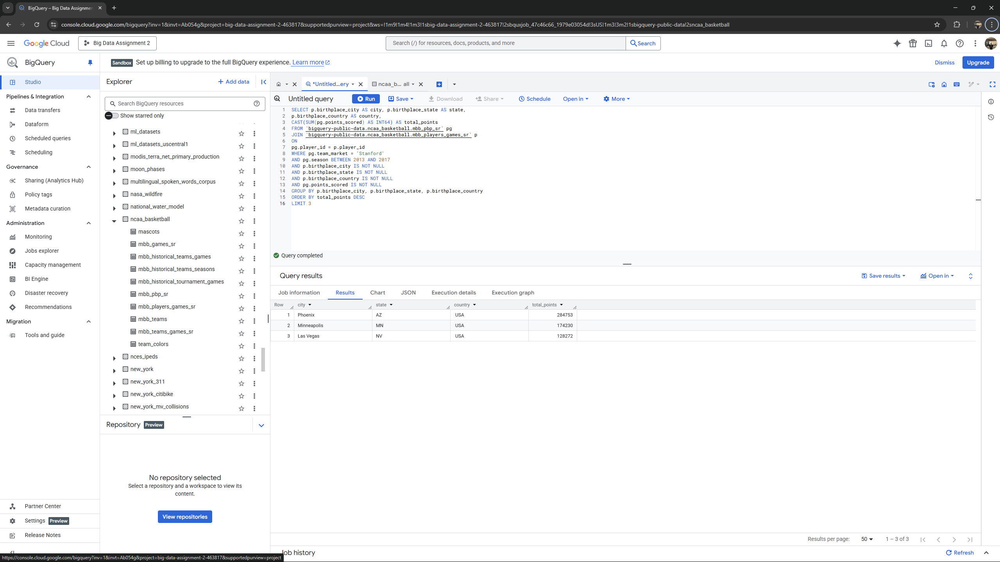 BigQuery – Big Data Assignmen
console.cloud.google.com/bigquery?inv=1&invt=Ab054g&project=big-data-assignment-2-463817&supportedpurview=project&ws=!1m9!1m4!1m3!1sbig-data-assignment-2-463817!2sbquxjob_47c46c66_1979e03054d!3sUS!1m3!3m2!1sbigquery-public-data!2sncaa_basketball
Google Cloud
Big Data Assignment 2
Search (/) for resources, docs, products, and more
Search
BigQuery
Sandbox Set up billing to upgrade to the full BigQuery experience. Learn more
Dismiss
Upgrade
Studio
Pipelines & Integration
Data transfers
Dataform
Scheduled queries
Scheduling
Governance
Sharing (Analytics Hub)
Policy tags
Metadata curation
Administration
Monitoring
Jobs explorer
Capacity management
BI Engine
Disaster recovery
Recommendations
Migration
Tools and guide
Partner Center
Settings Preview
Release Notes
Explorer
+ Add data
Search BigQuery resources
Show starred only
ml_datasets
ml_datasets_uscentral1
modis_terra_net_primary_production
moon_phases
multilingual_spoken_words_corpus
nasa_wildfire
national_water_model
ncaa_basketball
mascots
mbb_games_sr
mbb_historical_teams_games
mbb_historical_teams_seasons
mbb_historical_tournament_games
mbb_pbp_sr
mbb_players_games_sr
mbb_teams
mbb_teams_games_sr
team_colors
nces_ipeds
new_york
new_york_311
new_york_citibike
new_york_mv_collisions
Repository Preview
No repository selected
Select a repository and a workspace to view its
content.
View repositories
*Untitled...ery
ncaa_b... all
Untitled query
Run
Save
Download
Share
Schedule
Open in
More
1 SELECT p.birthplace_city AS city, p.birthplace_state AS state,
2 p.birthplace_country AS country,
3 CAST(SUM(pg.points_scored) AS INT64) AS total_points
4 FROM `bigquery-public-data.ncaa_basketball.mbb_pbp_sr` pg
5 JOIN `bigquery-public-data.ncaa_basketball.mbb_players_games_sr` p
6 ON
7 pg.player_id = p.player_id
8 WHERE pg.team_market = 'Stanford'
9 AND pg.season BETWEEN 2013 AND 2017
10 AND p.birthplace_city IS NOT NULL
11 AND p.birthplace_state IS NOT NULL
12 AND p.birthplace_country IS NOT NULL
13 AND pg.points_scored IS NOT NULL
14 GROUP BY p.birthplace_city, p.birthplace_state, p.birthplace_country
15 ORDER BY total_points DESC
16 LIMIT 3
Query completed
Query results
Save results
Open in
Job information
Results
Chart
JSON
Execution details
Execution graph
Row city state country total_points
1 Phoenix AZ USA 284753
2 Minneapolis MN USA 174230
3 Las Vegas NV USA 128272
Results per page: 50 1 – 3 of 3
Job history
Refresh
https://console.cloud.google.com/bigquery?inv=1&invt=Ab054g&project=big-data-assignment-2-463817&supportedpurview=project